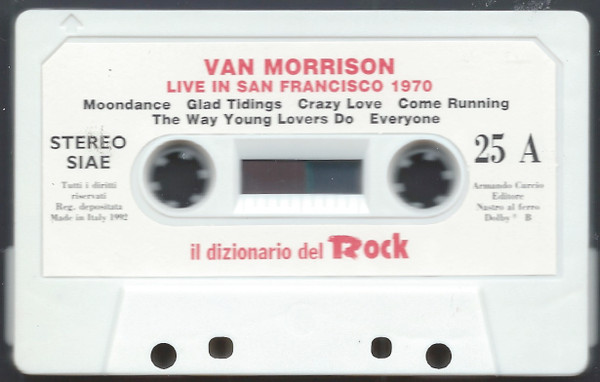 VAN MORRISON
LIVE IN SAN FRANCISCO 1970
Moondance Glad Tidings Crazy Love Come Running
The Way Young Lovers Do Everyone
STEREO
SIAE
25 A
Tutti i diritti
riservati
Reg. depositata
Made in Italy 1992
Armando Curcio
Editore
Nastro al ferro
Dolby ® B
il dizionario del Rock